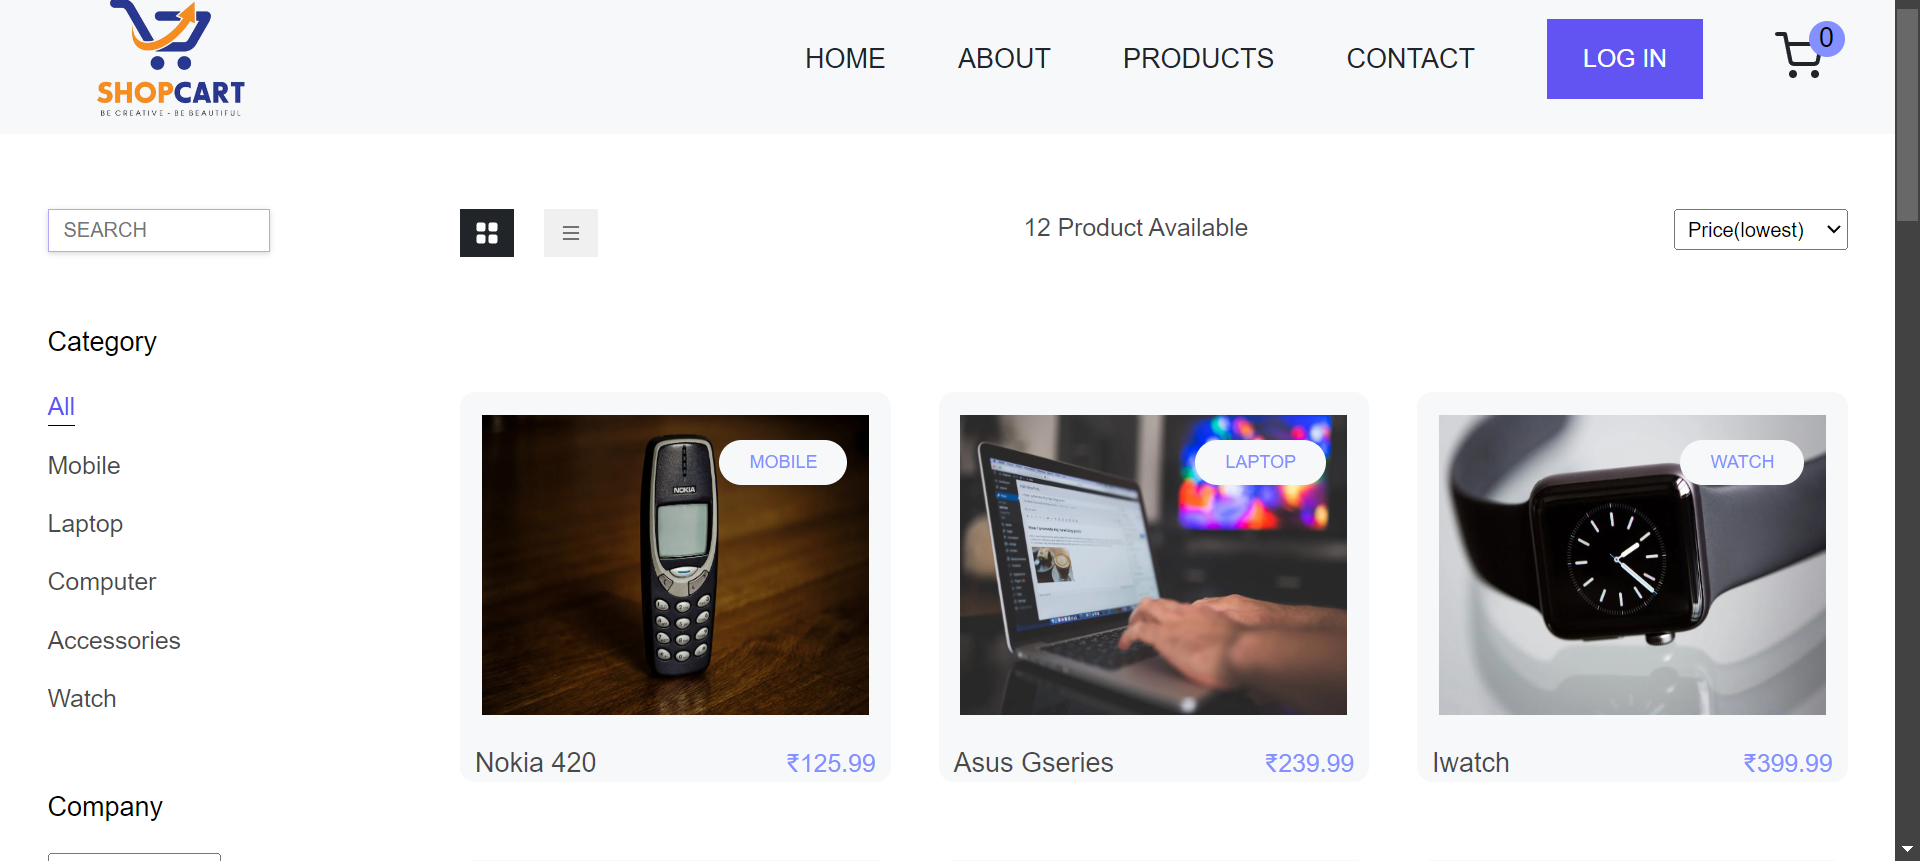 SHOPCART
BE CREATIVE - BE BEAUTIFUL
HOME
ABOUT
PRODUCTS
CONTACT
LOG IN
0
SEARCH
12 Product Available
Price(lowest)
Category
All
Mobile
Laptop
Computer
Accessories
Watch
Company
NOKIA
MOBILE
LAPTOP
WATCH
Nokia 420
₹125.99
Asus Gseries
₹239.99
Iwatch
₹399.99